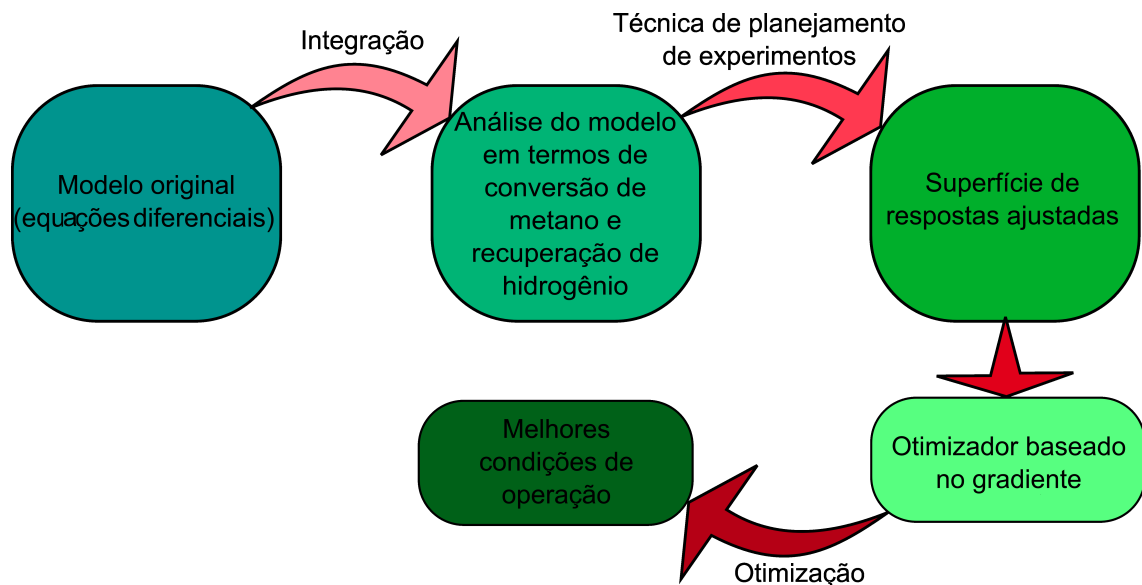 Integração
Técnica de planejamento
de experimentos
Modelo original
(equações diferenciais)
Análise do modelo
em termos de
conversão de
metano e
recuperação de
hidrogênio
Superfície de
respostas ajustadas
Otimizador baseado
no gradiente
Melhores
condições de
operação
Otimização